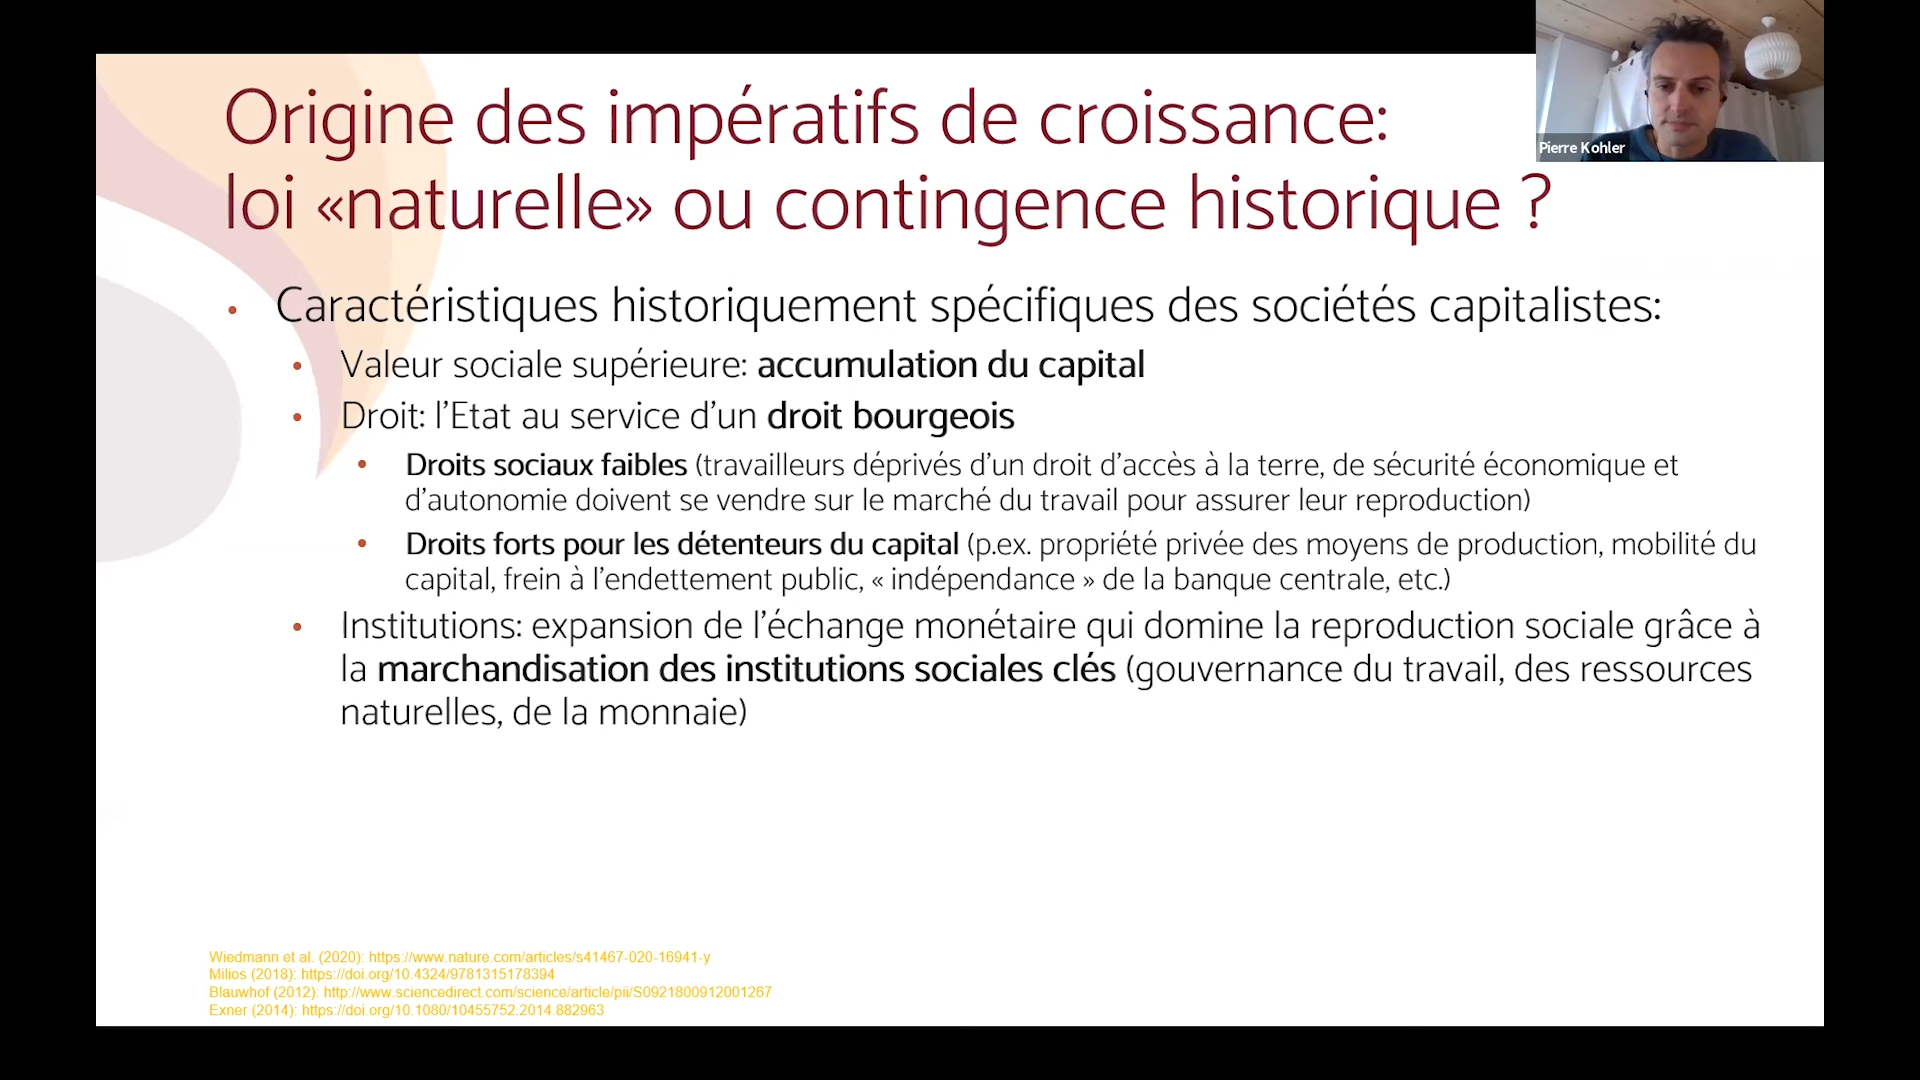 Origine des impératifs de croissance:
loi «naturelle» ou contingence historique ?
Pierre Kohler
• Caractéristiques historiquement spécifiques des sociétés capitalistes:
• Valeur sociale supérieure: accumulation du capital
• Droit: l’Etat au service d’un droit bourgeois
• Droits sociaux faibles (travailleurs déprivés d’un droit d’accès à la terre, de sécurité économique et
d’autonomie doivent se vendre sur le marché du travail pour assurer leur reproduction)
• Droits forts pour les détenteurs du capital (p.ex. propriété privée des moyens de production, mobilité du
capital, frein à l’endettement public, « indépendance » de la banque centrale, etc.)
• Institutions: expansion de l’échange monétaire qui domine la reproduction sociale grâce à
la marchandisation des institutions sociales clés (gouvernance du travail, des ressources
naturelles, de la monnaie)
Wiedmann et al. (2020): https://www.nature.com/articles/s41467-020-16941-y
Milios (2018): https://doi.org/10.4324/9781315178394
Blauwhof (2012): http://www.sciencedirect.com/science/article/pii/S0921800912001267
Exner (2014): https://doi.org/10.1080/10455752.2014.882963